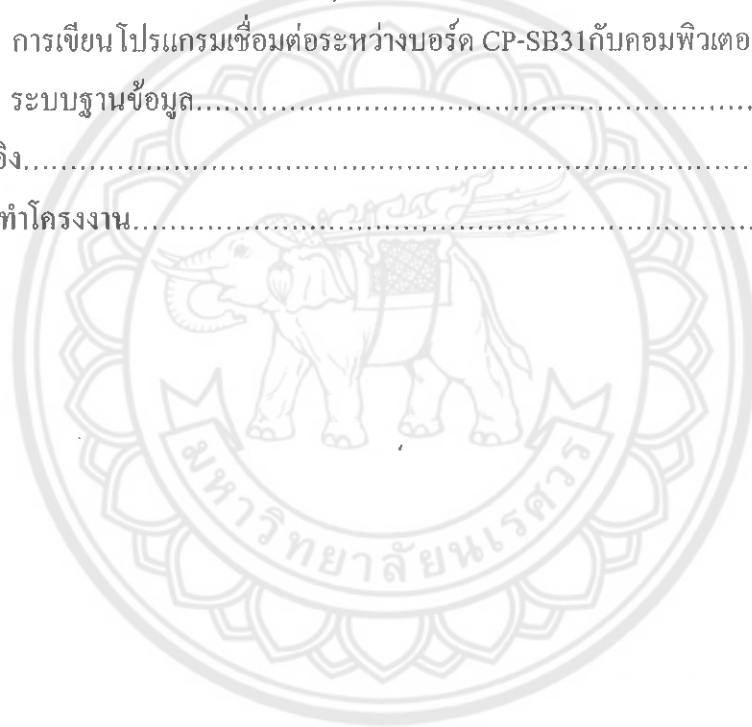 การเขียนโปรแกรมเชื่อมต่อระหว่างบอร์ด CP-SB31กับคอมพิวเตอ
ระบบฐานข้อมูล
อิง
ทำโครงงาน
มหาวิทยาลัยนเรศวร